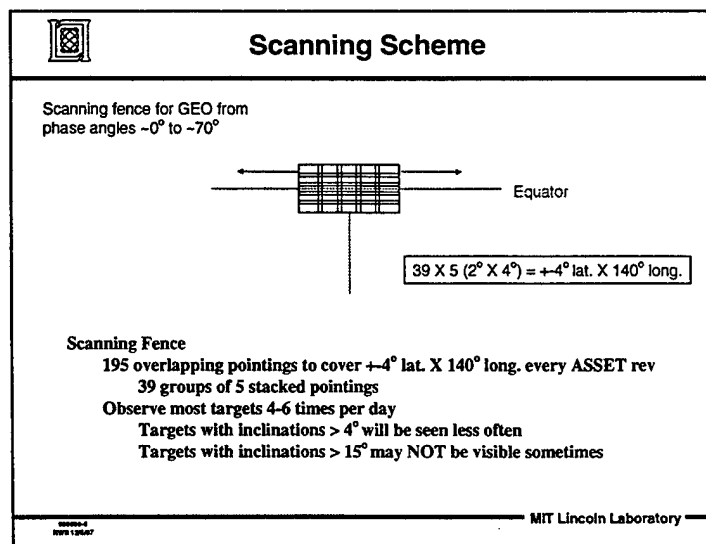 Scanning Scheme
Scanning fence for GEO from
phase angles ~0° to ~70°
Equator
39 X 5 (2° X 4°) = +-4° lat. X 140° long.
Scanning Fence
195 overlapping pointings to cover +-4° lat. X 140° long. every ASSET rev
39 groups of 5 stacked pointings
Observe most targets 4-6 times per day
Targets with inclinations > 4° will be seen less often
Targets with inclinations > 15° may NOT be visible sometimes
MIT Lincoln Laboratory